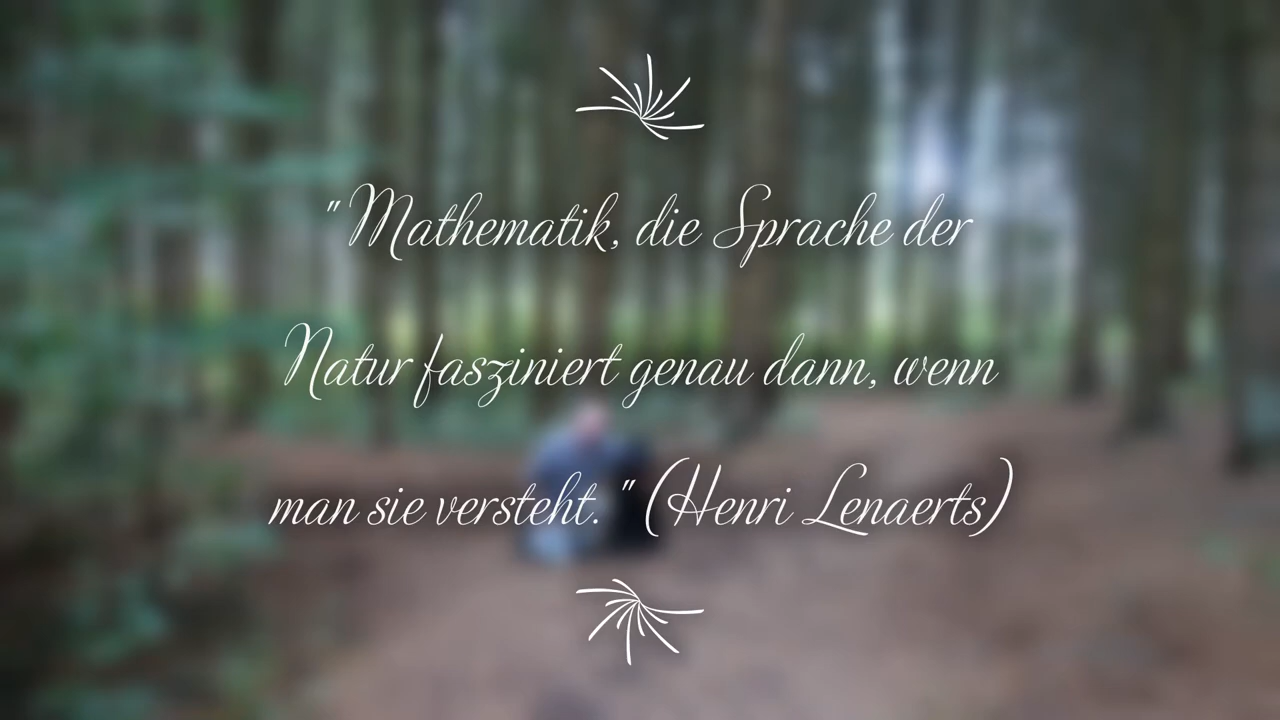 "Mathematik, die Sprache der
Natur fasziniert genau dann, wenn
man sie versteht." (Henri Lenaerts)